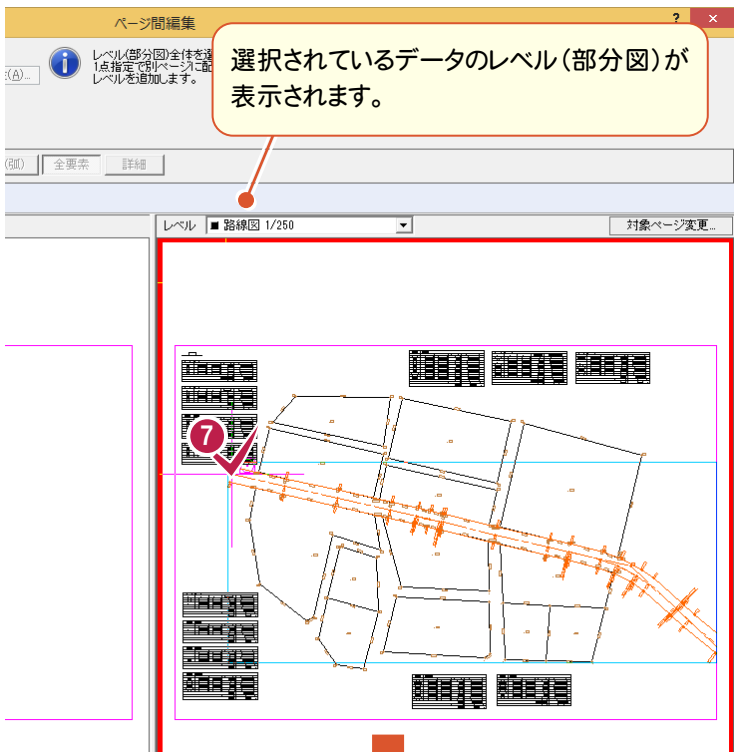 ページ間編集
? ×
(A)...
レベル(部分図)全体を選
1点指定で別ページに配
レベルを追加します。
選択されているデータのレベル（部分図）が
表示されます。
(弧)
全要素
詳細
レベル
■ 路線図 1/250
対象ページ変更...
7